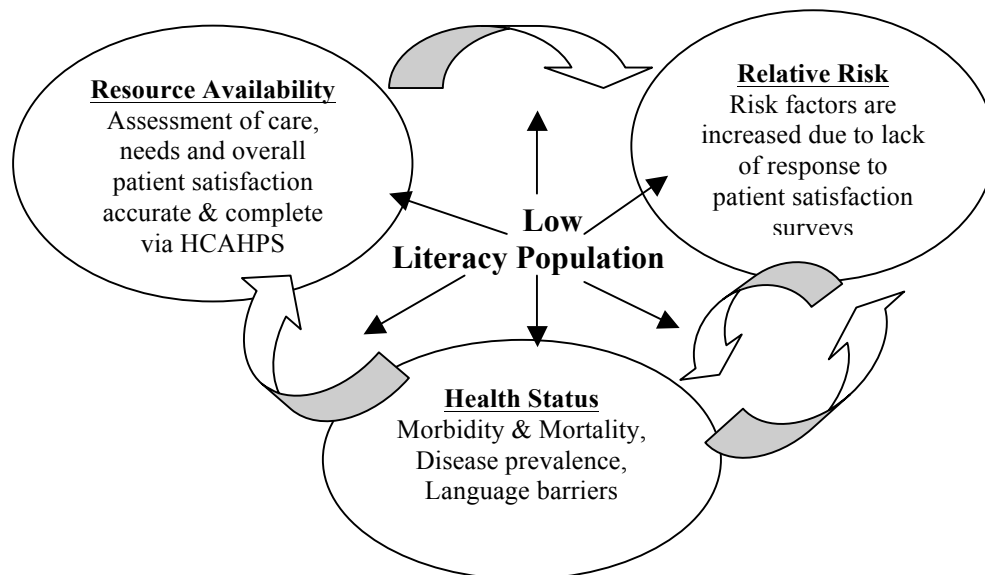 Resource Availability
Assessment of care,
needs and overall
patient satisfaction
accurate & complete
via HCAHPS
Relative Risk
Risk factors are
increased due to lack
of response to
patient satisfaction
surveys
Low
Literacy Population
Health Status
Morbidity & Mortality,
Disease prevalence,
Language barriers